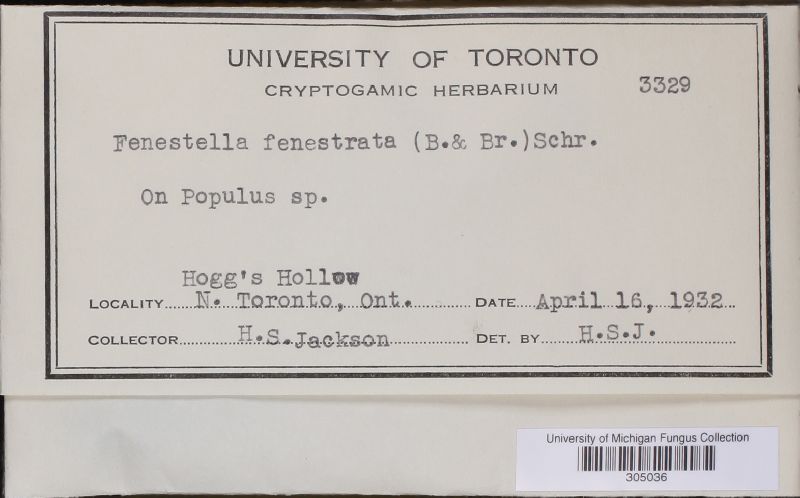 UNIVERSITY OF TORONTO
CRYPTOGAMIC HERBARIUM 3329
Fenestella fenestrata (B.& Br.)Schr.
On Populus sp.
Hogg's Hollow
LOCALITY N. Toronto, Ont. DATE April 16, 1932
COLLECTOR H.S.Jackson DET. BY H.S.J.
University of Michigan Fungus Collection
305036